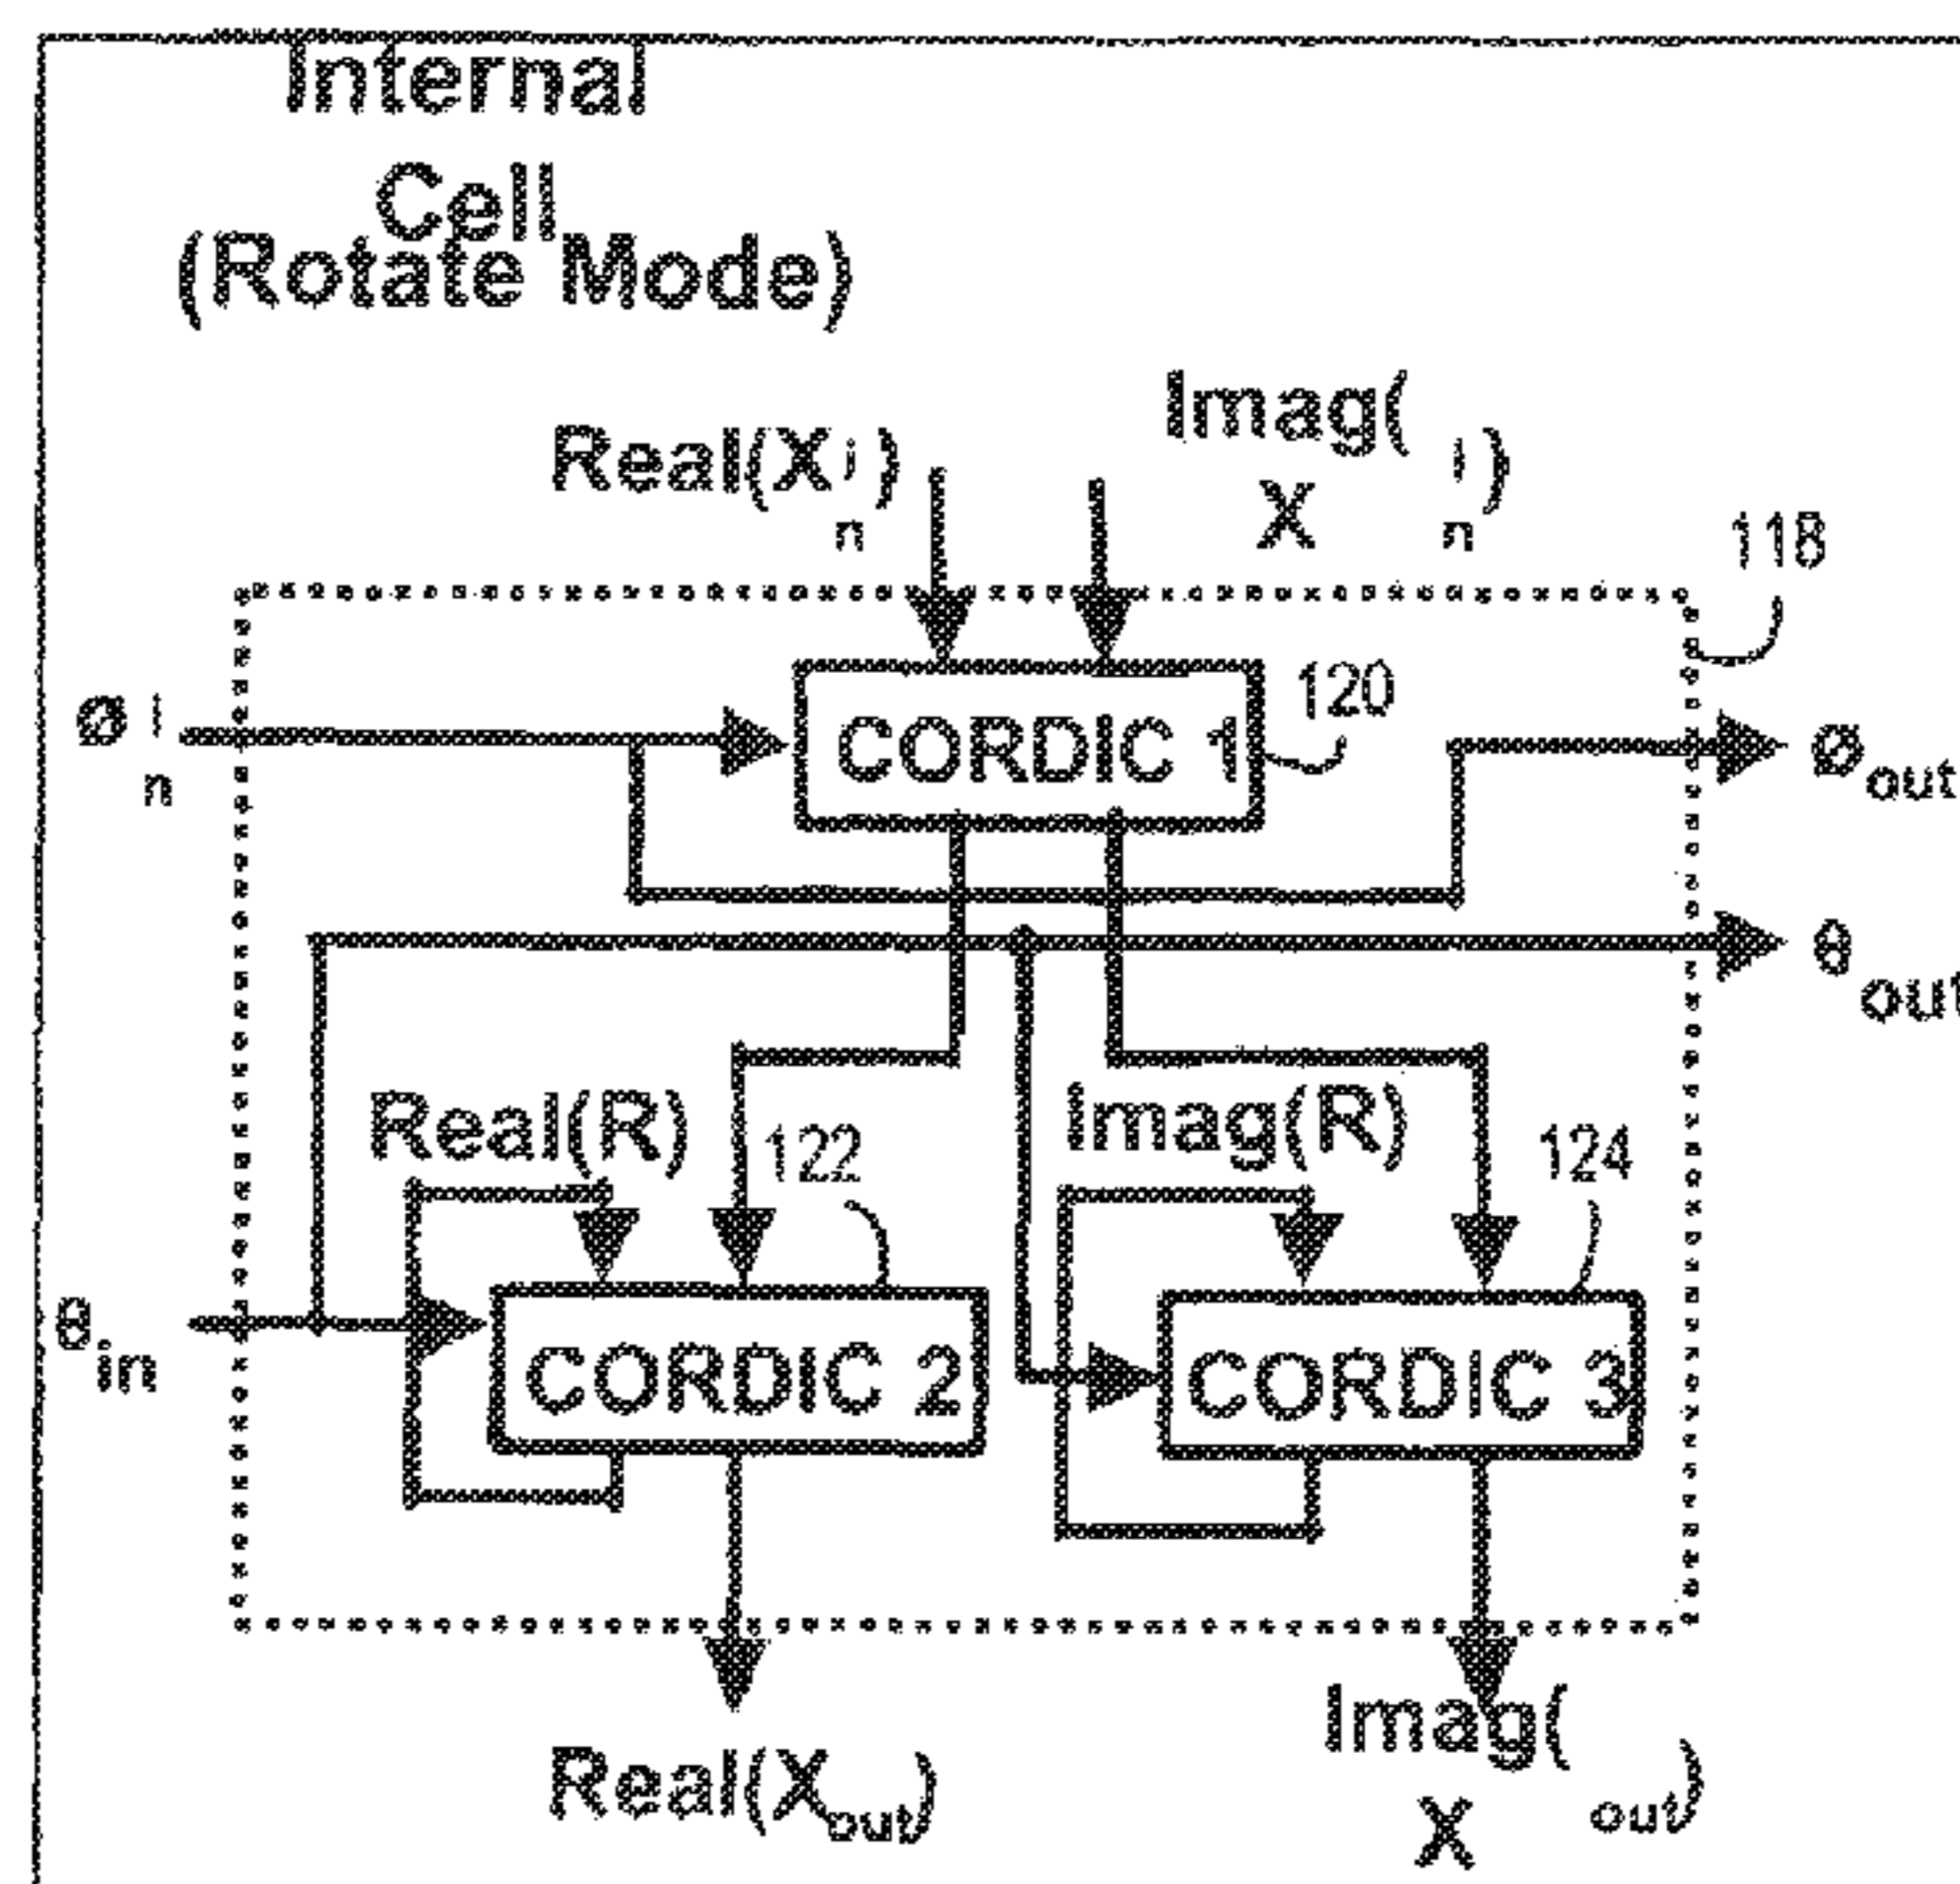 Internal
Cell
(Rotate Mode)
Real(X i
n)
Imag(
X i
n)
118
Ø i
n
CORDIC 1
120
Ø out
θ out
Real(R)
122
Imag(R)
124
θ in
CORDIC 2
CORDIC 3
Real(X out)
Imag(
X out)